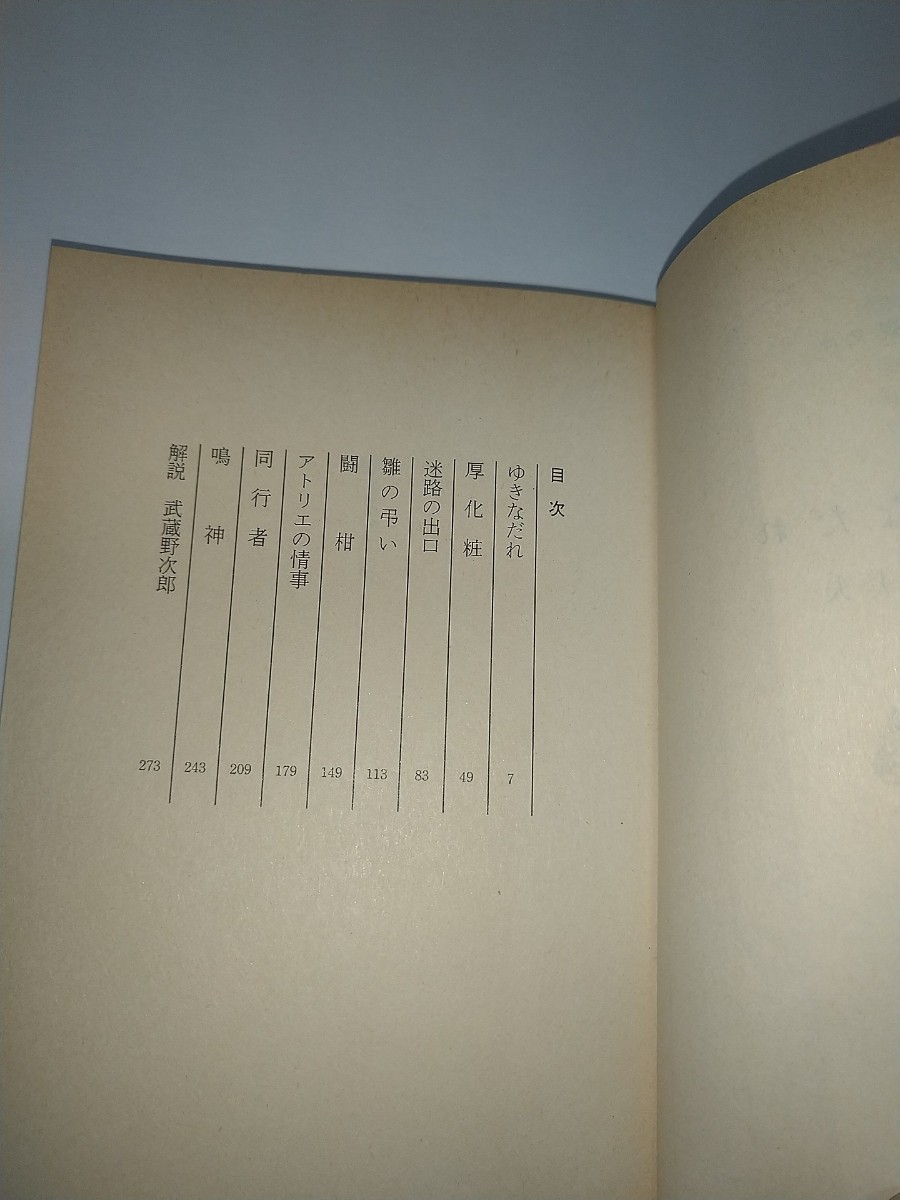 目次
ゆきなだれ 7
厚化粧 49
迷路の出口 83
雛の弔い 113
闘柑 149
アトリエの情事 179
同行者 209
鳴神 243
解説 武蔵野次郎 273